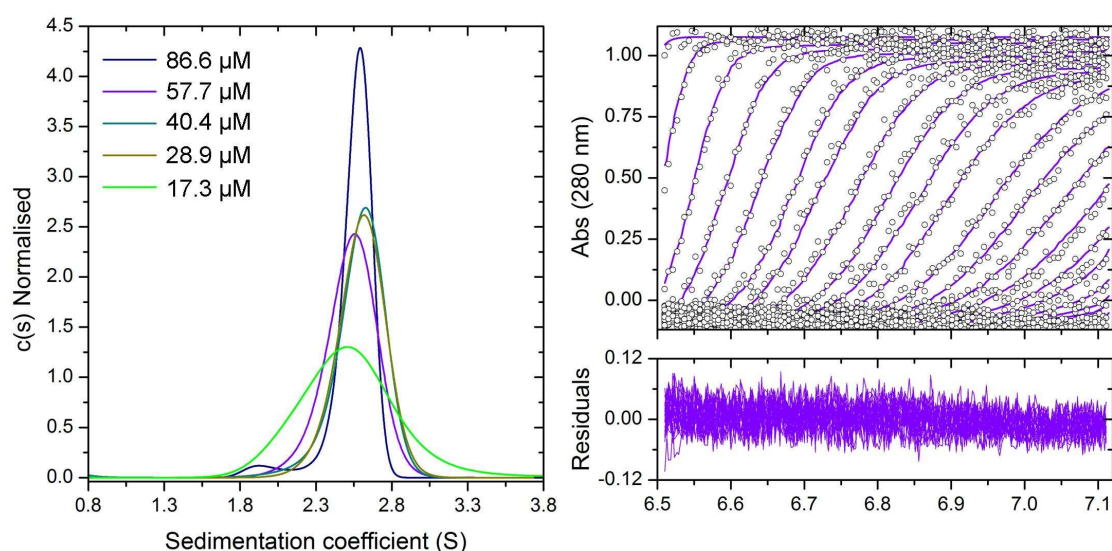 4.5
4.0
3.5
3.0
2.5
2.0
1.5
1.0
0.5
0.0
c(s) Normalised
86.6 µM
57.7 µM
40.4 µM
28.9 µM
17.3 µM
0.8 1.3 1.8 2.3 2.8 3.3 3.8
Sedimentation coefficient (S)
1.00
0.75
0.50
0.25
0.00
Abs (280 nm)
0.12
0.00
-0.12
Residuals
6.5 6.6 6.7 6.8 6.9 7.0 7.1